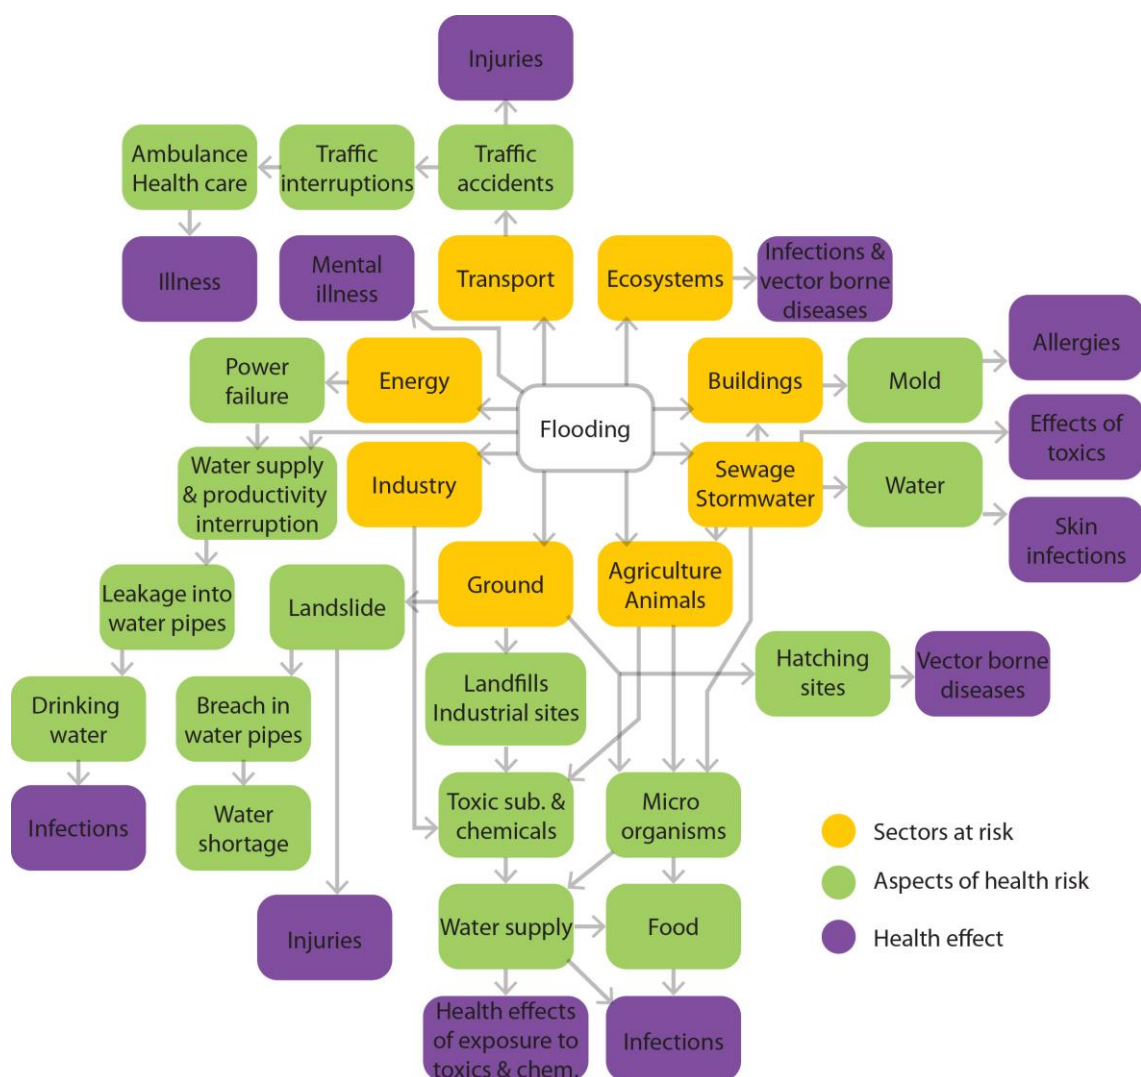 Injuries
Ambulance
Health care
Traffic
interruptions
Traffic
accidents
Illness
Mental
illness
Transport
Ecosystems
Infections &
vector borne
diseases
Power
failure
Energy
Flooding
Buildings
Mold
Allergies
Water supply
& productivity
interruption
Industry
Sewage
Stormwater
Water
Effects of
toxics
Skin
infections
Leakage into
water pipes
Landslide
Ground
Agriculture
Animals
Drinking
water
Breach in
water pipes
Landfills
Industrial sites
Hatching
sites
Vector borne
diseases
Infections
Water
shortage
Toxic sub. &
chemicals
Micro
organisms
Injuries
Water supply
Food
Health effects
of exposure to
toxics & chem.
Infections
Sectors at risk
Aspects of health risk
Health effect